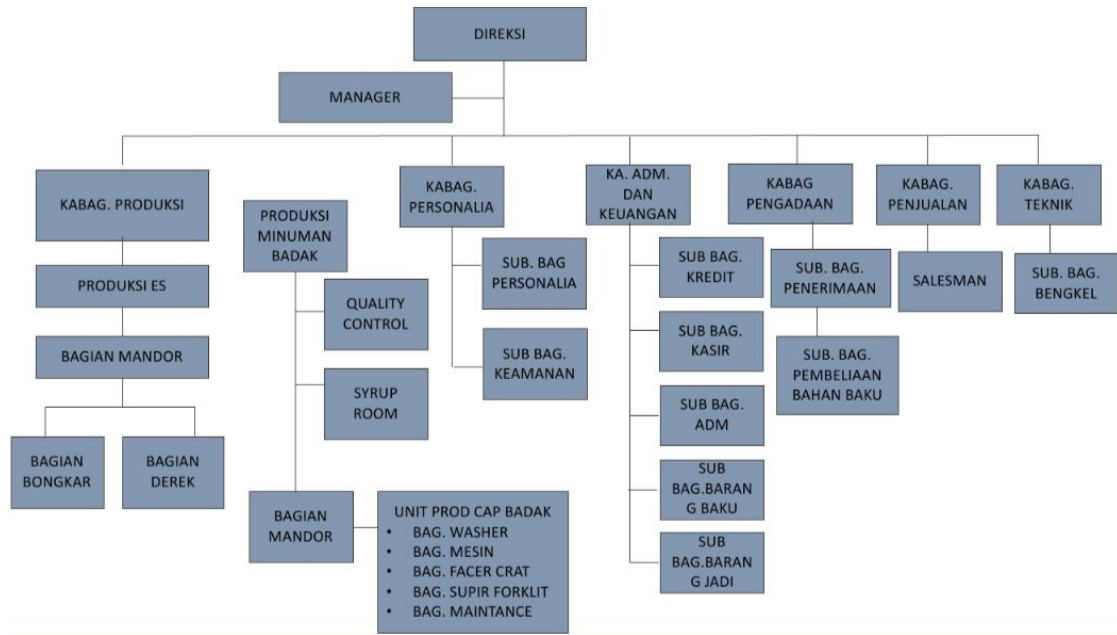 DIREKSI
MANAGER
KABAG. PRODUKSI
PRODUKSI ES
BAGIAN MANDOR
BAGIAN
BONGKAR
BAGIAN
DEREK
PRODUKSI
MINUMAN
BADAK
QUALITY
CONTROL
SYRUP
ROOM
BAGIAN
MANDOR
UNIT PROD CAP BADAK
• BAG. WASHER
• BAG. MESIN
• BAG. FACER CRAT
• BAG. SUPIR FORKLIT
• BAG. MAINTANCE
KABAG.
PERSONALIA
SUB. BAG
PERSONALIA
SUB BAG.
KEAMANAN
KA. ADM.
DAN
KEUANGAN
SUB BAG.
KREDIT
SUB BAG.
KASIR
SUB BAG.
ADM
SUB
BAG.BARAN
G BAKU
SUB
BAG.BARAN
G JADI
KABAG
PENGADAAN
SUB. BAG.
PENERIMAAN
SUB. BAG.
PEMBELIAAN
BAHAN BAKU
KABAG.
PENJUALAN
SALESMAN
KABAG.
TEKNIK
SUB. BAG.
BENGKEL